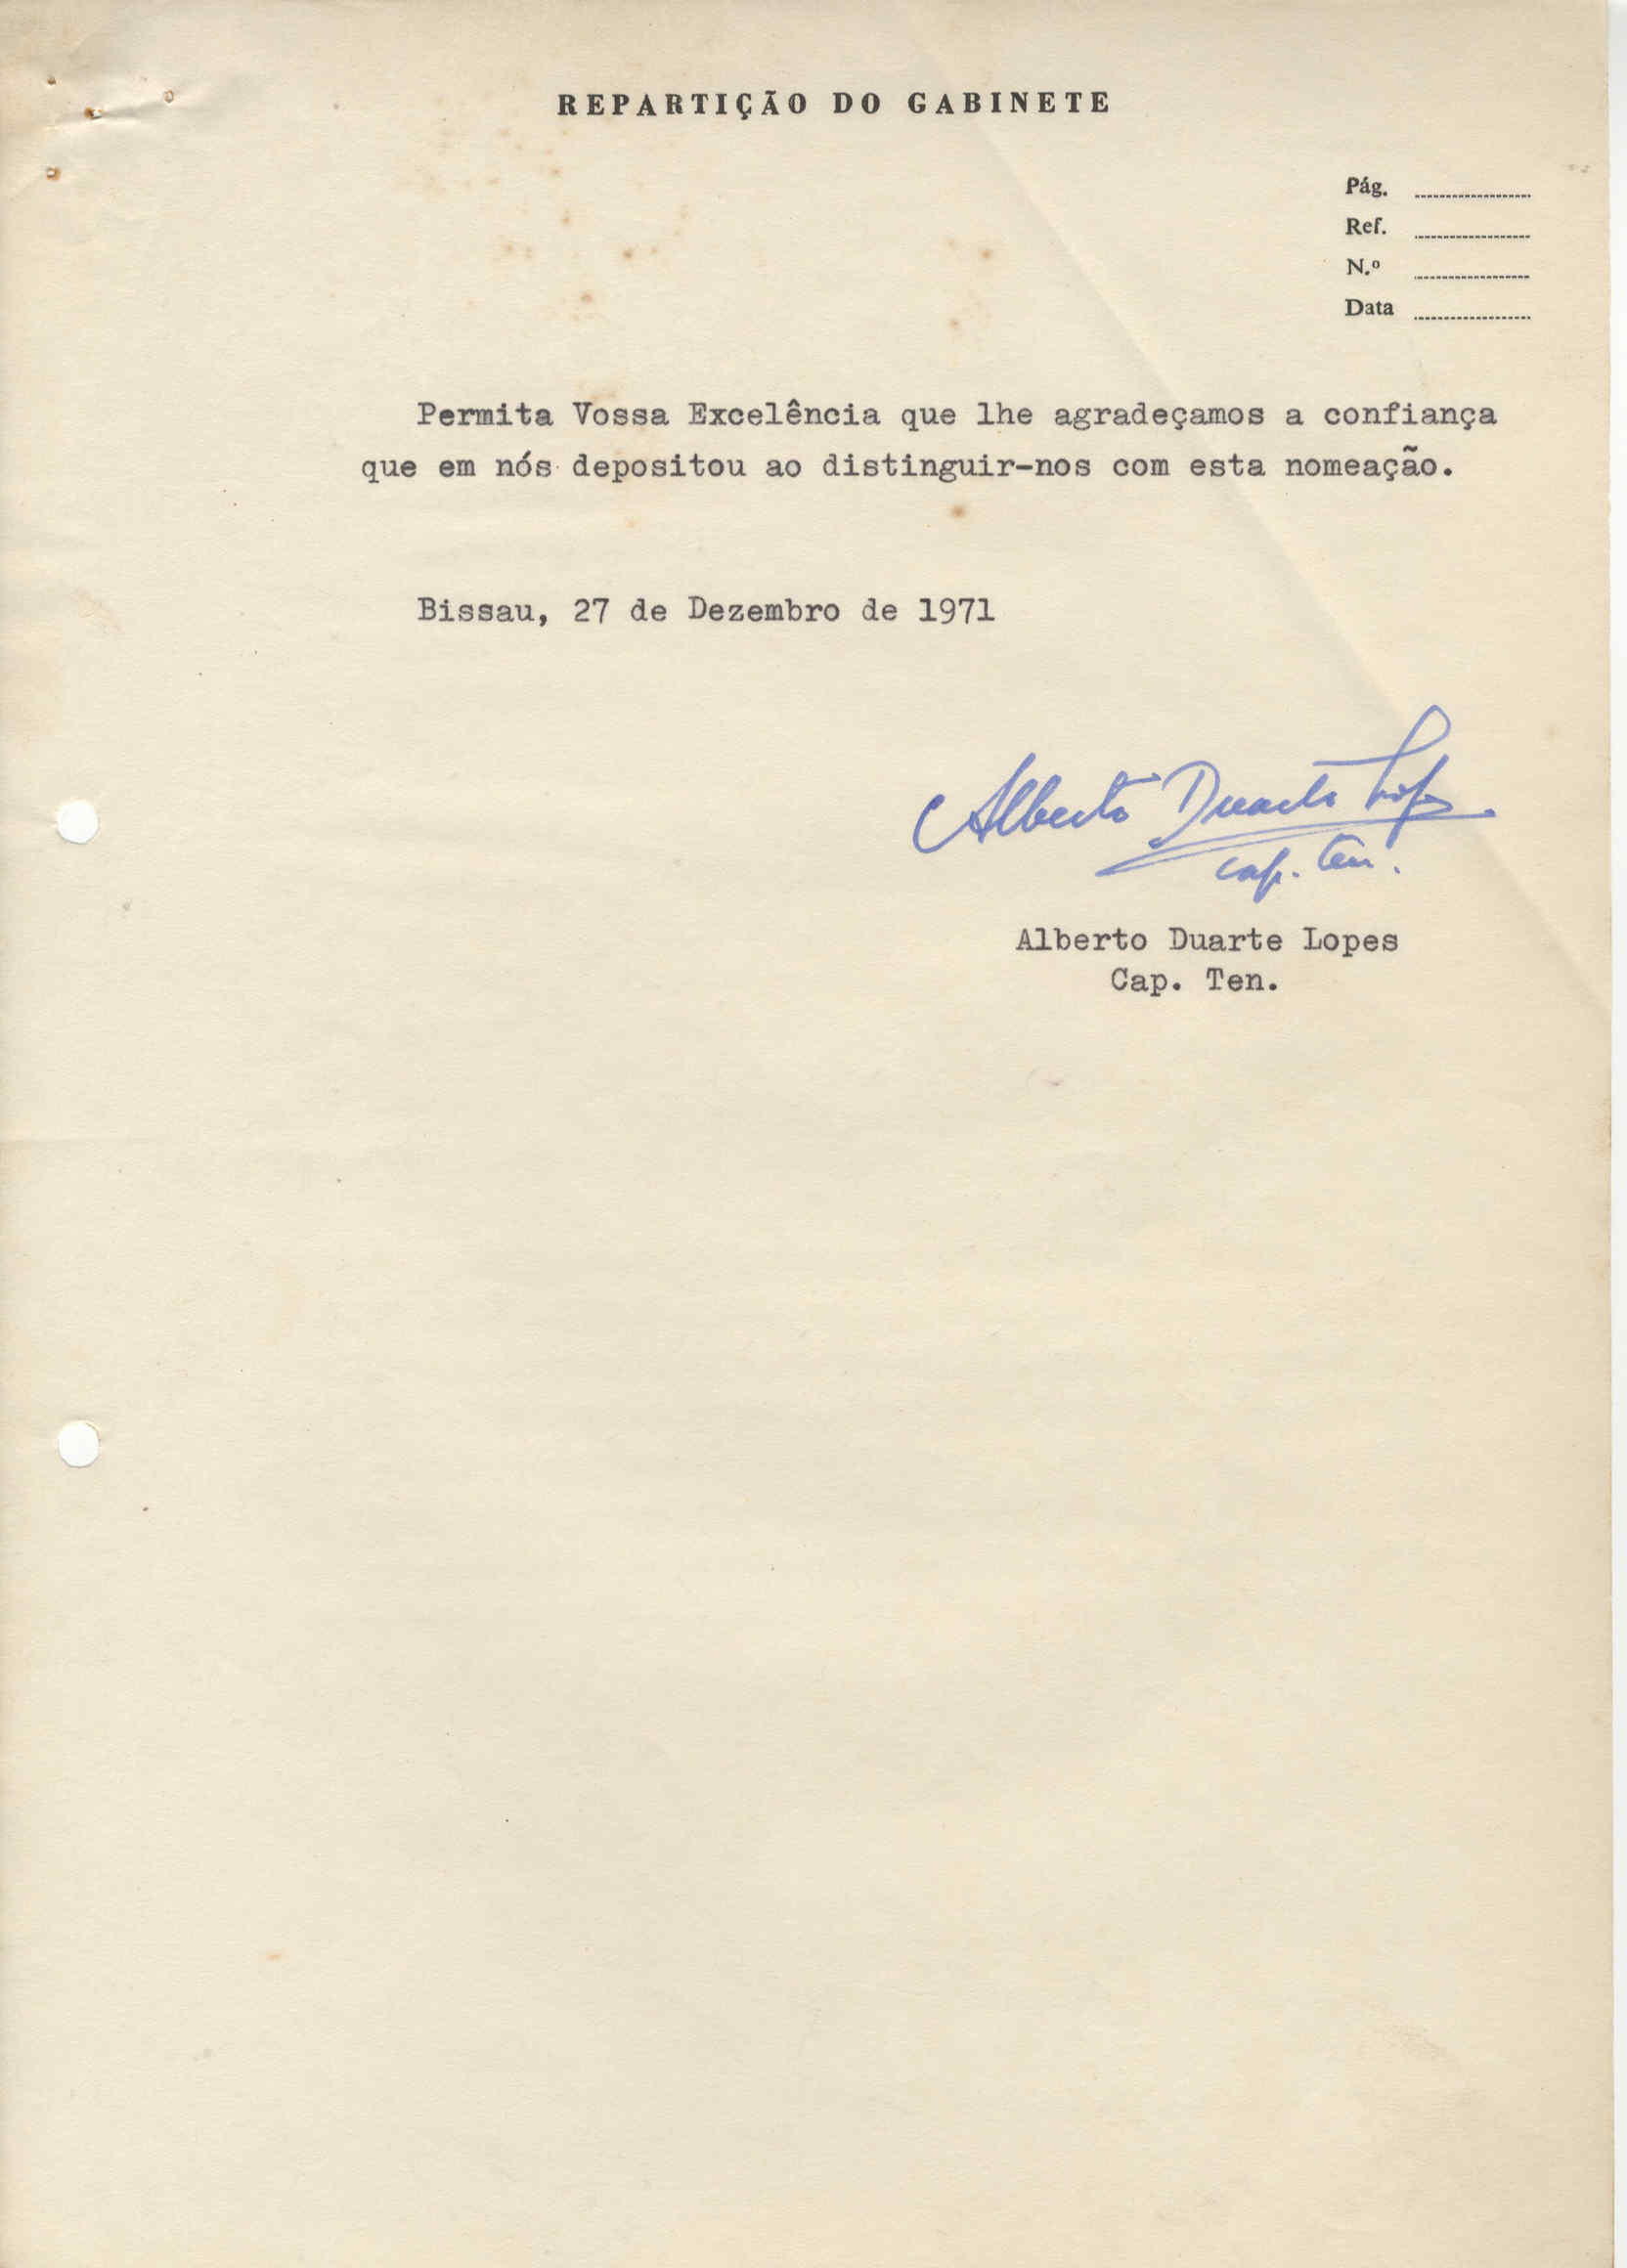 REPARTIÇÃO DO GABINETE
Pág.
Ref.
N.º
Data
Permita Vossa Excelência que lhe agradeçamos a confiança
que em nós depositou ao distinguir-nos com esta nomeação.
Bissau, 27 de Dezembro de 1971
Alberto Duarte Lopes
cap. ten.
Alberto Duarte Lopes
Cap. Ten.